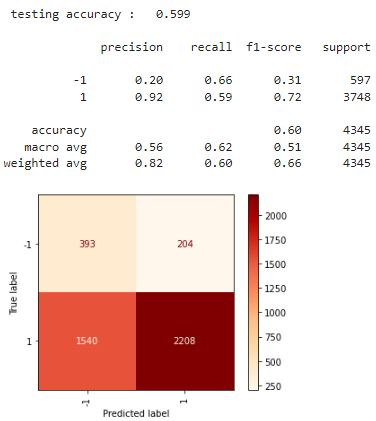 testing accuracy : 0.599
precision recall f1-score support
-1 0.20 0.66 0.31 597
1 0.92 0.59 0.72 3748
accuracy 0.60 4345
macro avg 0.56 0.62 0.51 4345
weighted avg 0.82 0.60 0.66 4345
True label
-1
393 204
1
1540 2208
-1 1
Predicted label
2000
1750
1500
1250
1000
750
500
250